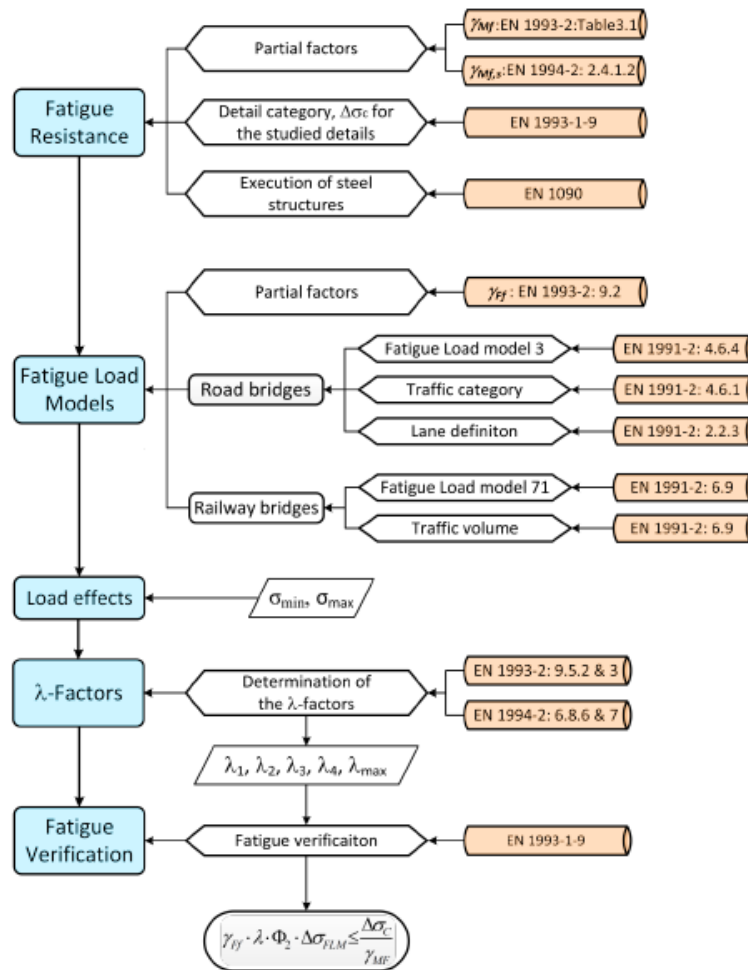 γMf:EN 1993-2:Table3.1
Partial factors
γMf,s:EN 1994-2: 2.4.1.2
Fatigue
Resistance
Detail category, Δσc for
the studied details
EN 1993-1-9
Execution of steel
structures
EN 1090
Partial factors
γFf : EN 1993-2: 9.2
Fatigue Load
Models
Road bridges
Fatigue Load model 3
EN 1991-2: 4.6.4
Traffic category
EN 1991-2: 4.6.1
Lane definiton
EN 1991-2: 2.2.3
Railway bridges
Fatigue Load model 71
EN 1991-2: 6.9
Traffic volume
EN 1991-2: 6.9
Load effects
σmin, σmax
λ-Factors
Determination of
the λ-factors
EN 1993-2: 9.5.2 & 3
EN 1994-2: 6.8.6 & 7
λ1, λ2, λ3, λ4, λmax
Fatigue
Verification
Fatigue verificaiton
EN 1993-1-9
γFf · λ · Φ2 · ΔσFLM ≤ ΔσC / γMF